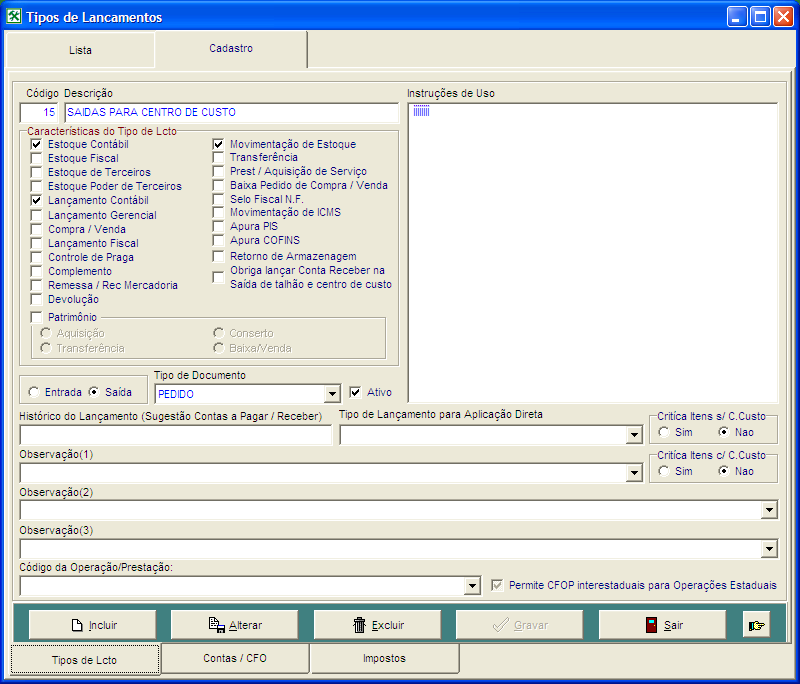 Tipos de Lancamentos
Lista
Cadastro
Código Descrição
15 SAIDAS PARA CENTRO DE CUSTO
Instruções de Uso
Características do Tipo de Lcto
Estoque Contábil
Estoque Fiscal
Estoque de Terceiros
Estoque Poder de Terceiros
Lançamento Contábil
Lançamento Gerencial
Compra / Venda
Lançamento Fiscal
Controle de Praga
Complemento
Remessa / Rec Mercadoria
Devolução
Movimentação de Estoque
Transferência
Prest / Aquisição de Serviço
Baixa Pedido de Compra / Venda
Selo Fiscal N.F.
Movimentação de ICMS
Apura PIS
Apura COFINS
Retorno de Armazenagem
Obriga lançar Conta Receber na
Saída de talhão e centro de custo
Patrimônio
Aquisição
Conserto
Transferência
Baixa/Venda
Entrada Saída
Tipo de Documento
PEDIDO
Ativo
Histórico do Lançamento (Sugestão Contas a Pagar / Receber)
Tipo de Lançamento para Aplicação Direta
Critíca Itens s/ C.Custo
Sim Nao
Observação(1)
Critíca Itens c/ C.Custo
Sim Nao
Observação(2)
Observação(3)
Código da Operação/Prestação:
Permite CFOP interestaduais para Operações Estaduais
Incluir
Alterar
Excluir
Gravar
Sair
Tipos de Lcto
Contas / CFO
Impostos